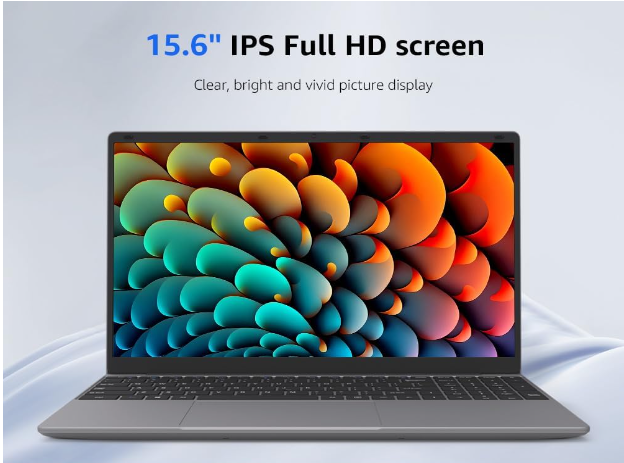 15.6" IPS Full HD screen
Clear, bright and vivid picture display